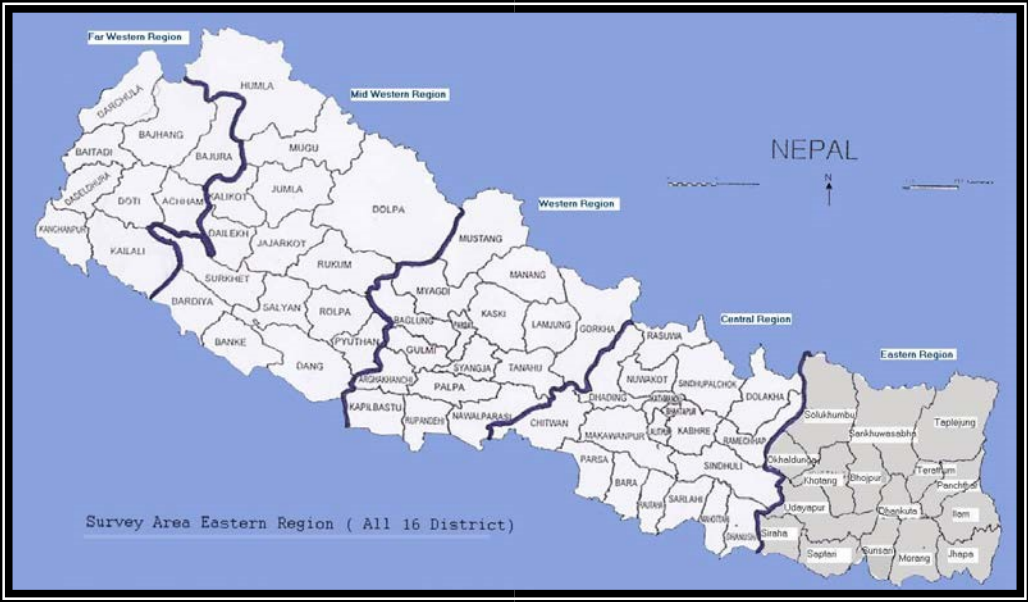 Far Western Region
HUMLA
DARCHULA
Mid Western Region
BAJHANG
BAITADI
BAJURA
MUGU
NEPAL
N
DADELDHURA
DOTI
ACHHAM
KALIKOT
JUMLA
DOLPA
Western Region
KANCHANPUR
KAILALI
DAILEKH
JAJARKOT
MUSTANG
RUKUM
MANANG
SURKHET
BARDIYA
SALYAN
ROLPA
MYAGDI
BAGLUNG
KASKI
LAMJUNG
GORKHA
Central Region
RASUWA
BANKE
PYUTHAN
GULMI
Eastern Region
DANG
SYANGJA
TANAHU
ARGHAKHANCHI
PALPA
NUWAKOT
SINDHUPALCHOK
DHADING
DOLAKHA
KAPILBASTU
RUPANDEHI
NAWALPARASI
CHITWAN
BHAKTAPUR
KABHRE
Solukhumbu
Taplejung
MAKAWANPUR
RAMECHHAP
Sankhuwasabha
PARSA
SINDHULI
Okhaldunga
Khotang
Bhojpur
BARA
SARLAHI
Udayapur
Dhankuta
Ilam
Survey Area Eastern Region ( All 16 District)
Siraha
Saptari
Sunsari
Morang
Jhapa